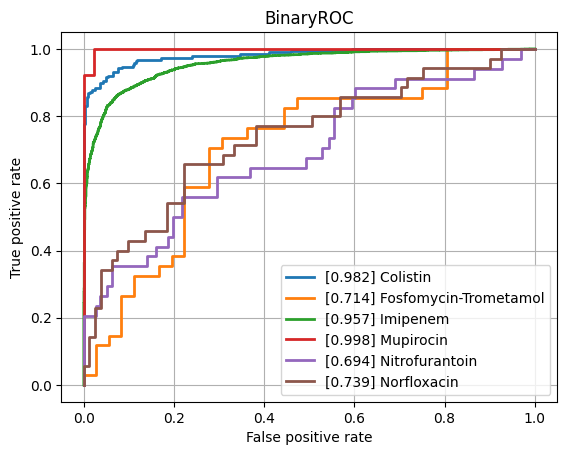 BinaryROC
True positive rate
1.0
0.8
0.6
0.4
0.2
0.0
[0.982] Colistin
[0.714] Fosfomycin-Trometamol
[0.957] Imipenem
[0.998] Mupirocin
[0.694] Nitrofurantoin
[0.739] Norfloxacin
0.0 0.2 0.4 0.6 0.8 1.0
False positive rate